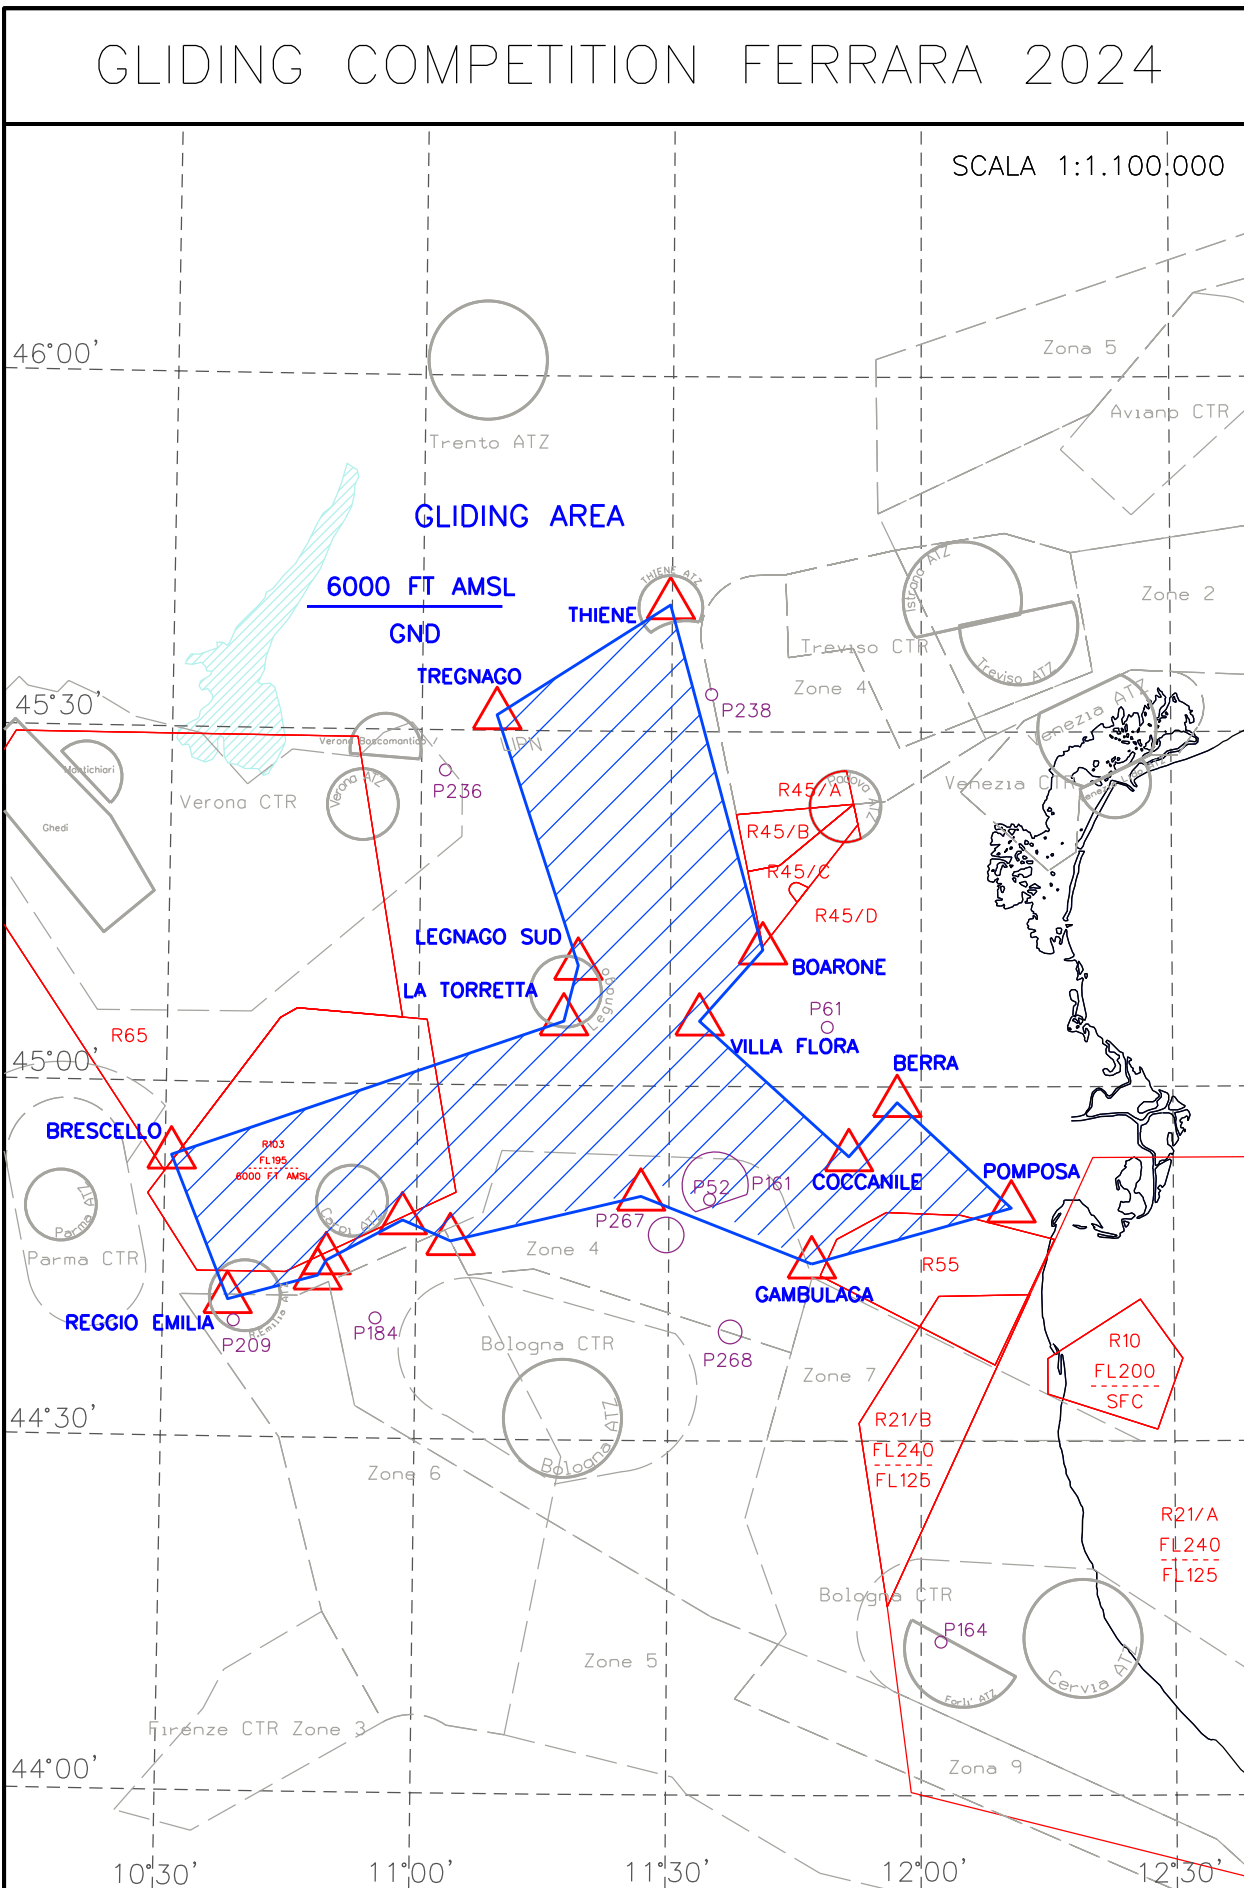 GLIDING COMPETITION FERRARA 2024
SCALA 1:1.100.000
46°00'
Zona 5
Aviano CTR
Trento ATZ
GLIDING AREA
6000 FT AMSL
GND
THIENE ATZ
THIENE
Istrana ATZ
Zone 2
Treviso CTR
Treviso ATZ
Zone 4
TREGNAGO
45°30'
P238
LIPN
Venezia ATZ
Verona Boscomantico
Montichiari
Verona CTR
Verona ATZ
P236
Padova ATZ
Venezia CTR
R45/A
Ghedi
R45/B
R45/C
R45/D
LEGNAGO SUD
BOARONE
LA TORRETTA
Legnago
R65
P61
VILLA FLORA
45°00'
BERRA
BRESCELLO
R103
FL195
6000 FT AMSL
P52
P161
COCCANILE
POMPOSA
Parma ATZ
Carpi ATZ
P267
Parma CTR
Zone 4
R55
GAMBULAGA
REGGIO EMILIA
R.Emilia ATZ
P209
P184
Bologna CTR
P268
Zone 7
R10
FL200
SFC
44°30'
R21/B
FL240
FL125
Bologna ATZ
Zone 6
R21/A
FL240
FL125
Bologna CTR
P164
Zone 5
Cervia ATZ
Forli' ATZ
Firenze CTR Zone 3
44°00'
Zona 9
10°30'
11°00'
11°30'
12°00'
12°30'